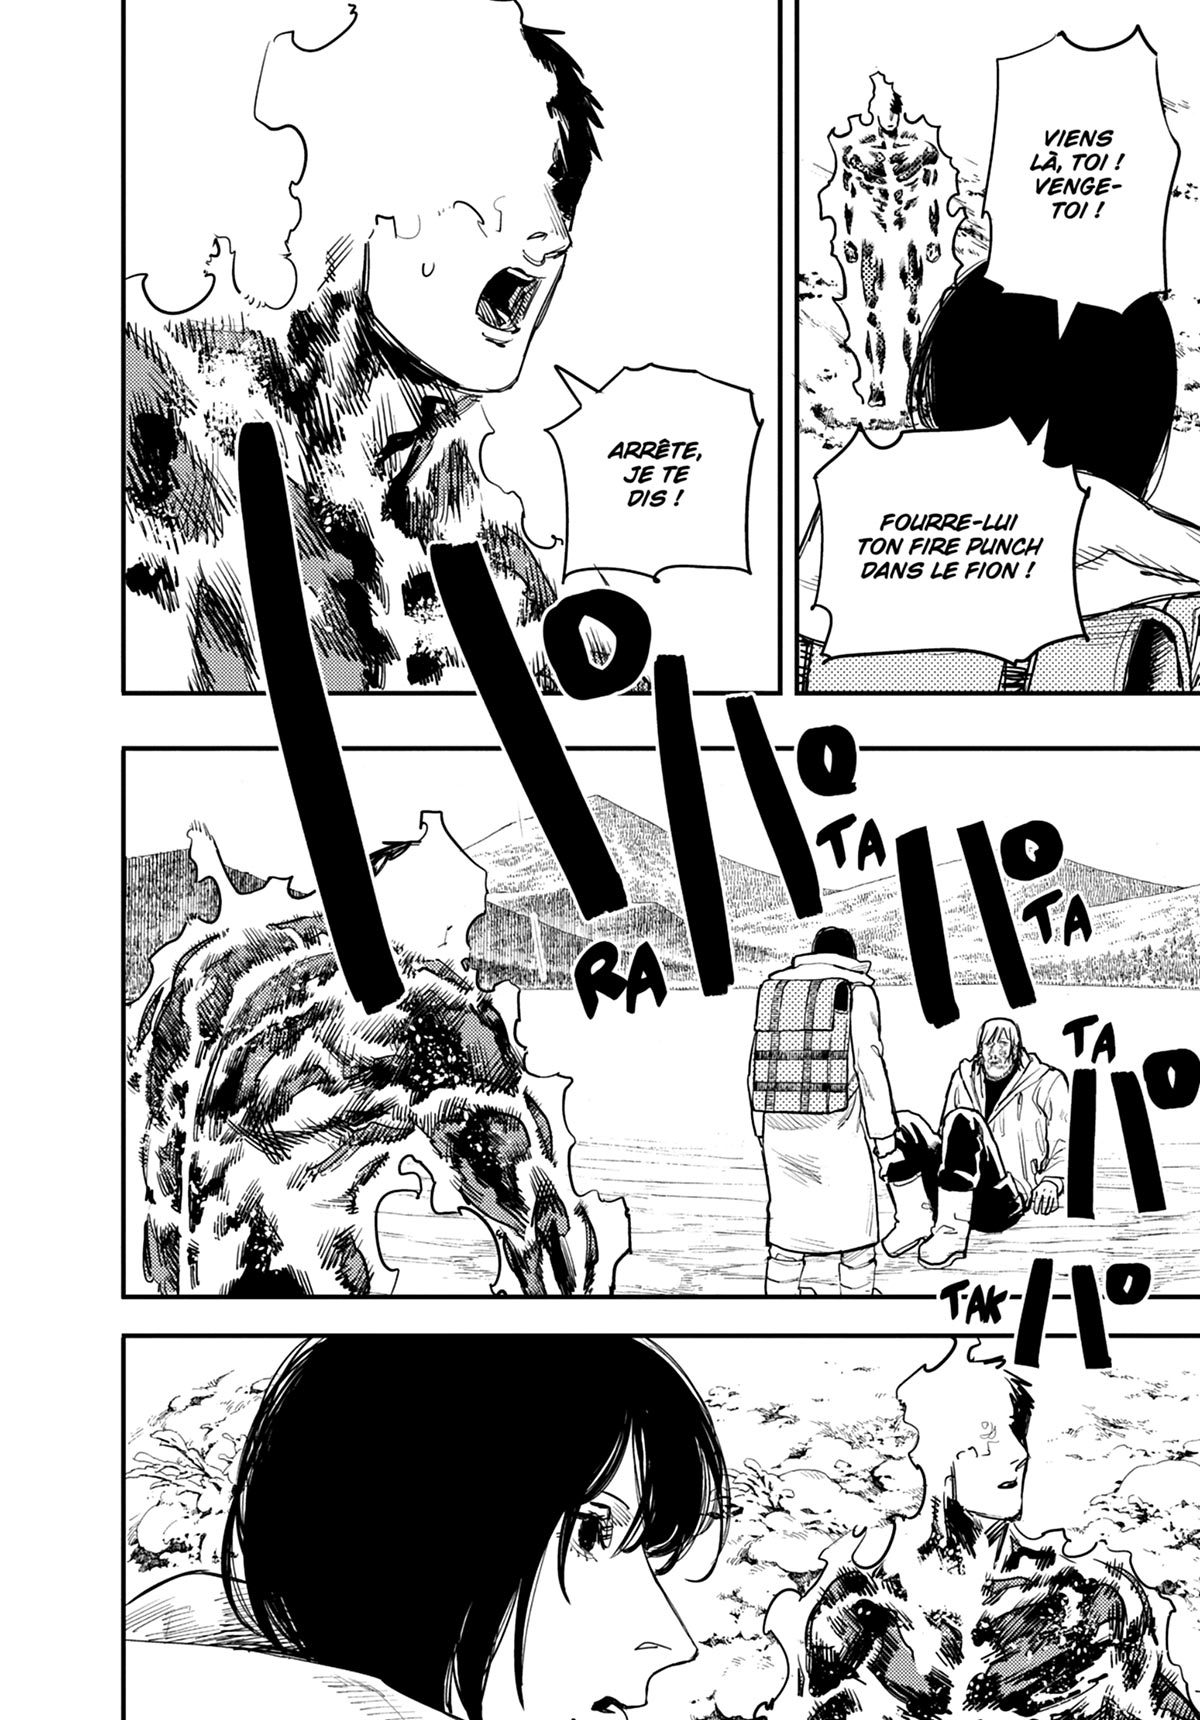 VIENS
LÀ, TOI !
VENGE-
TOI !
FOURRE-LUI
TON FIRE PUNCH
DANS LE FION !
ARRÊTE,
JE TE
DIS !
RA
TA
TA
TA
TAK